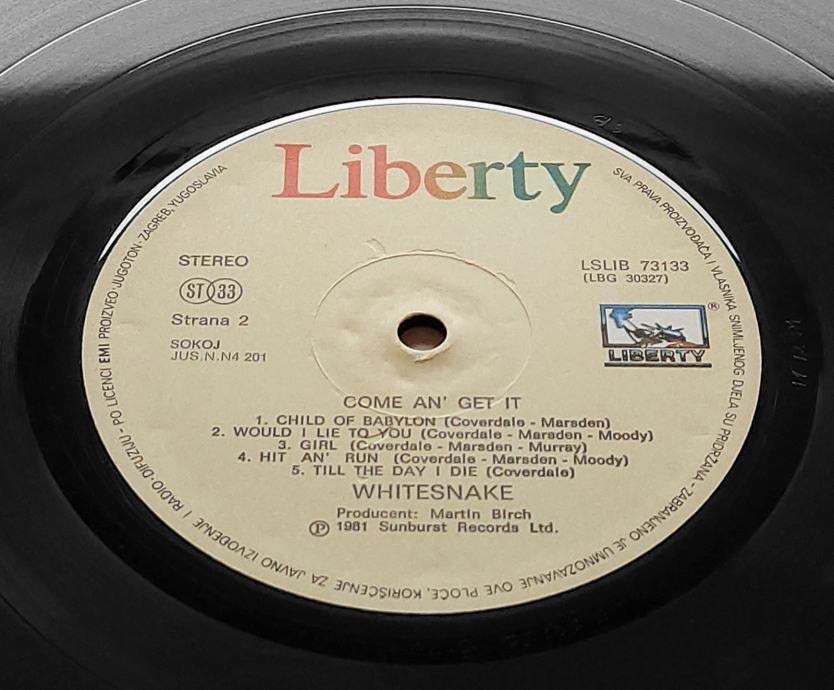 Liberty
STEREO
ST 33
Strana 2
SOKOJ
JUS.N.N4 201
LSLIB 73133
(LBG 30327)
®
LIBERTY
COME AN' GET IT
1. CHILD OF BABYLON (Coverdale - Marsden)
2. WOULD I LIE TO YOU (Coverdale - Marsden - Moody)
3. GIRL (Coverdale - Marsden - Murray)
4. HIT AN' RUN (Coverdale - Marsden - Moody)
5. TILL THE DAY I DIE (Coverdale)
WHITESNAKE
Producent: Martin Birch
Ⓟ 1981 Sunburst Records Ltd.
SVA PRAVA PROIZVOĐAČA I VLASNIKA SNIMLJENOG DJELA SU PRIDRŽANA - ZABRANJENO JE UMNOŽAVANJE OVE PLOČE, KORIŠĆENJE ZA JAVNO IZVOĐENJE I RADIO-DIFUZIJU - PO LICENCI EMI PROIZVEO: JUGOTON - ZAGREB, YUGOSLAVIA